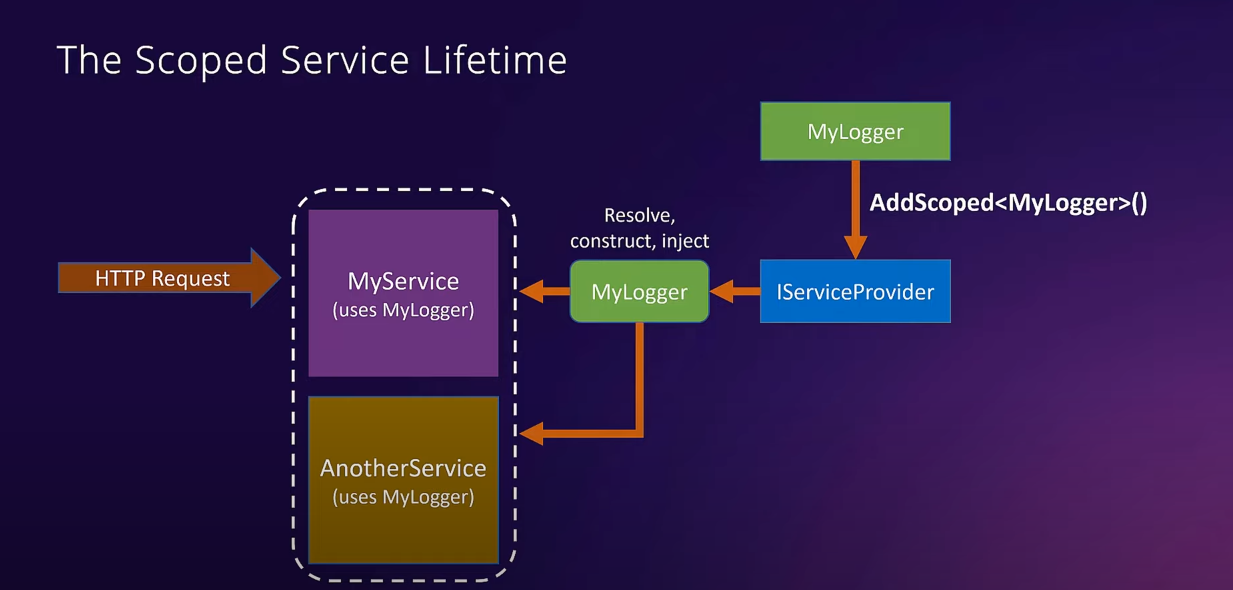 The Scoped Service Lifetime
MyLogger
AddScoped<MyLogger>()
Resolve,
construct, inject
HTTP Request
MyService
(uses MyLogger)
MyLogger
IServiceProvider
AnotherService
(uses MyLogger)